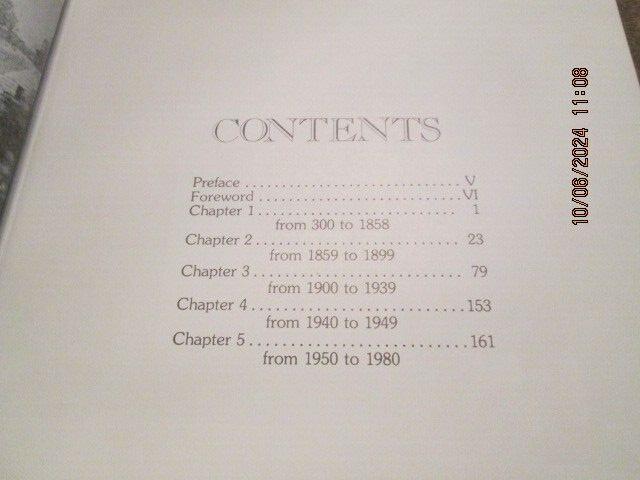 CONTENTS
Preface ............................ V
Foreword .......................... VI
Chapter 1 .......................... 1
from 300 to 1858
Chapter 2 .......................... 23
from 1859 to 1899
Chapter 3 .......................... 79
from 1900 to 1939
Chapter 4 .......................... 153
from 1940 to 1949
Chapter 5 .......................... 161
from 1950 to 1980
10/06/2024 11:08